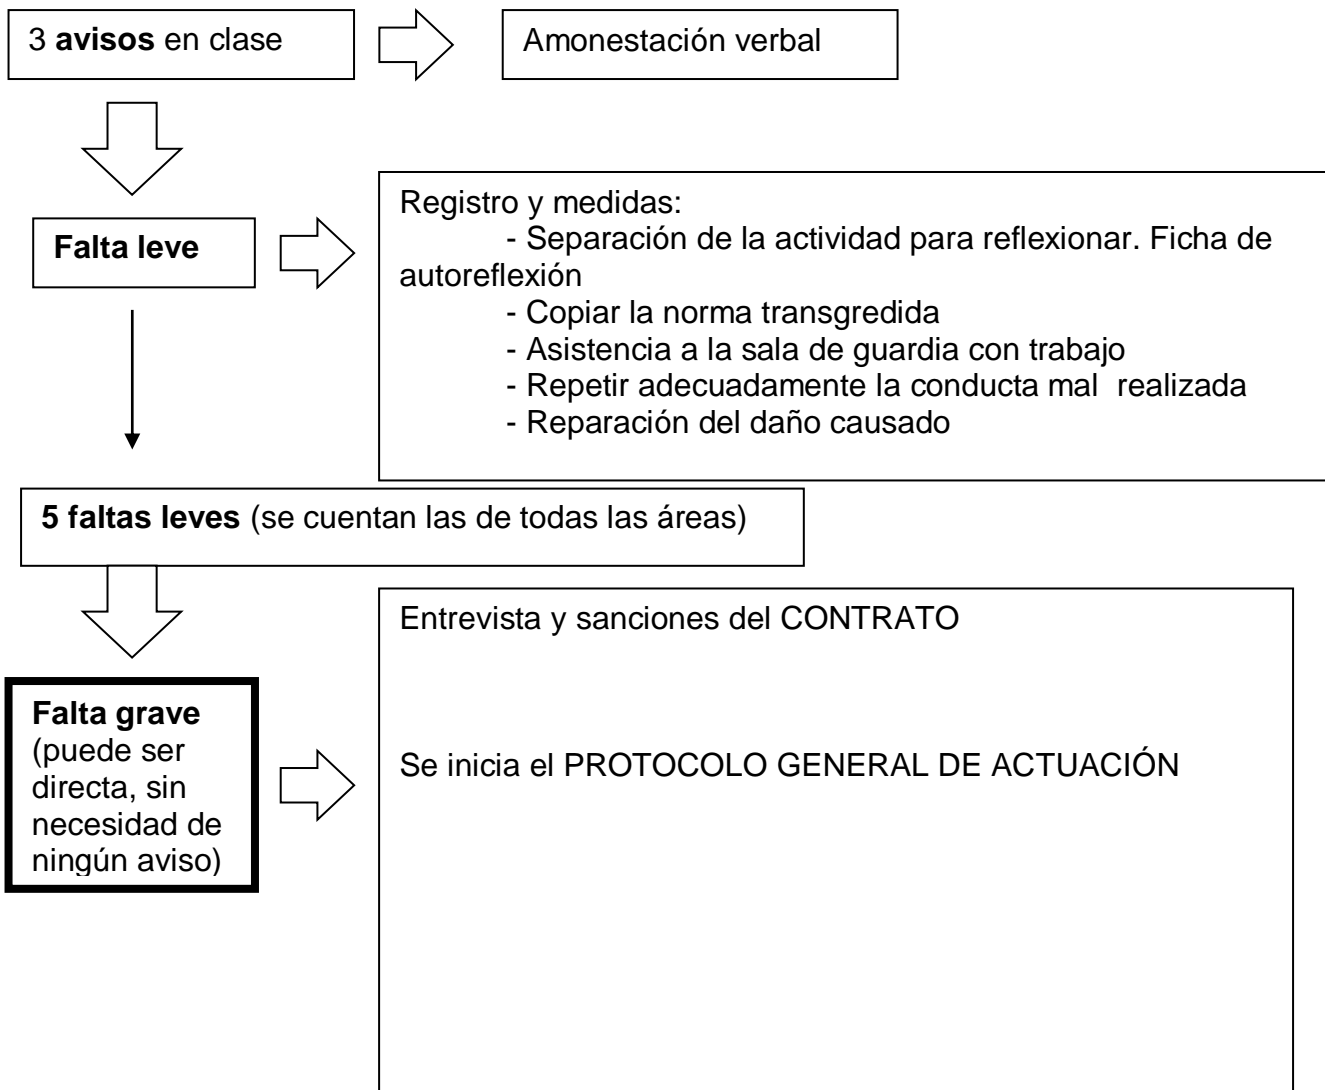 3 avisos en clase
Amonestación verbal
Falta leve
Registro y medidas:
- Separación de la actividad para reflexionar. Ficha de
autoreflexión
- Copiar la norma transgredida
- Asistencia a la sala de guardia con trabajo
- Repetir adecuadamente la conducta mal  realizada
- Reparación del daño causado
5 faltas leves (se cuentan las de todas las áreas)
Falta grave
(puede ser
directa, sin
necesidad de
ningún aviso)
Entrevista y sanciones del CONTRATO
Se inicia el PROTOCOLO GENERAL DE ACTUACIÓN